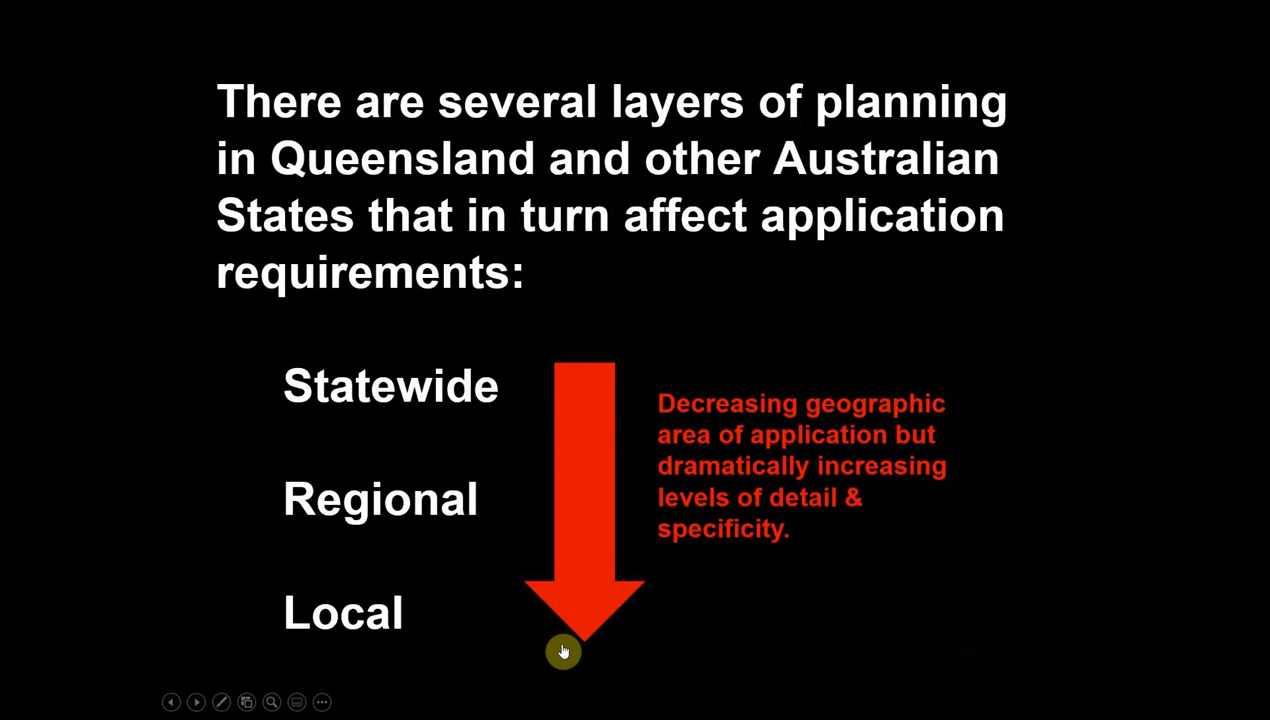 There are several layers of planning
in Queensland and other Australian
States that in turn affect application
requirements:
Statewide
Regional
Local
Decreasing geographic
area of application but
dramatically increasing
levels of detail &
specificity.